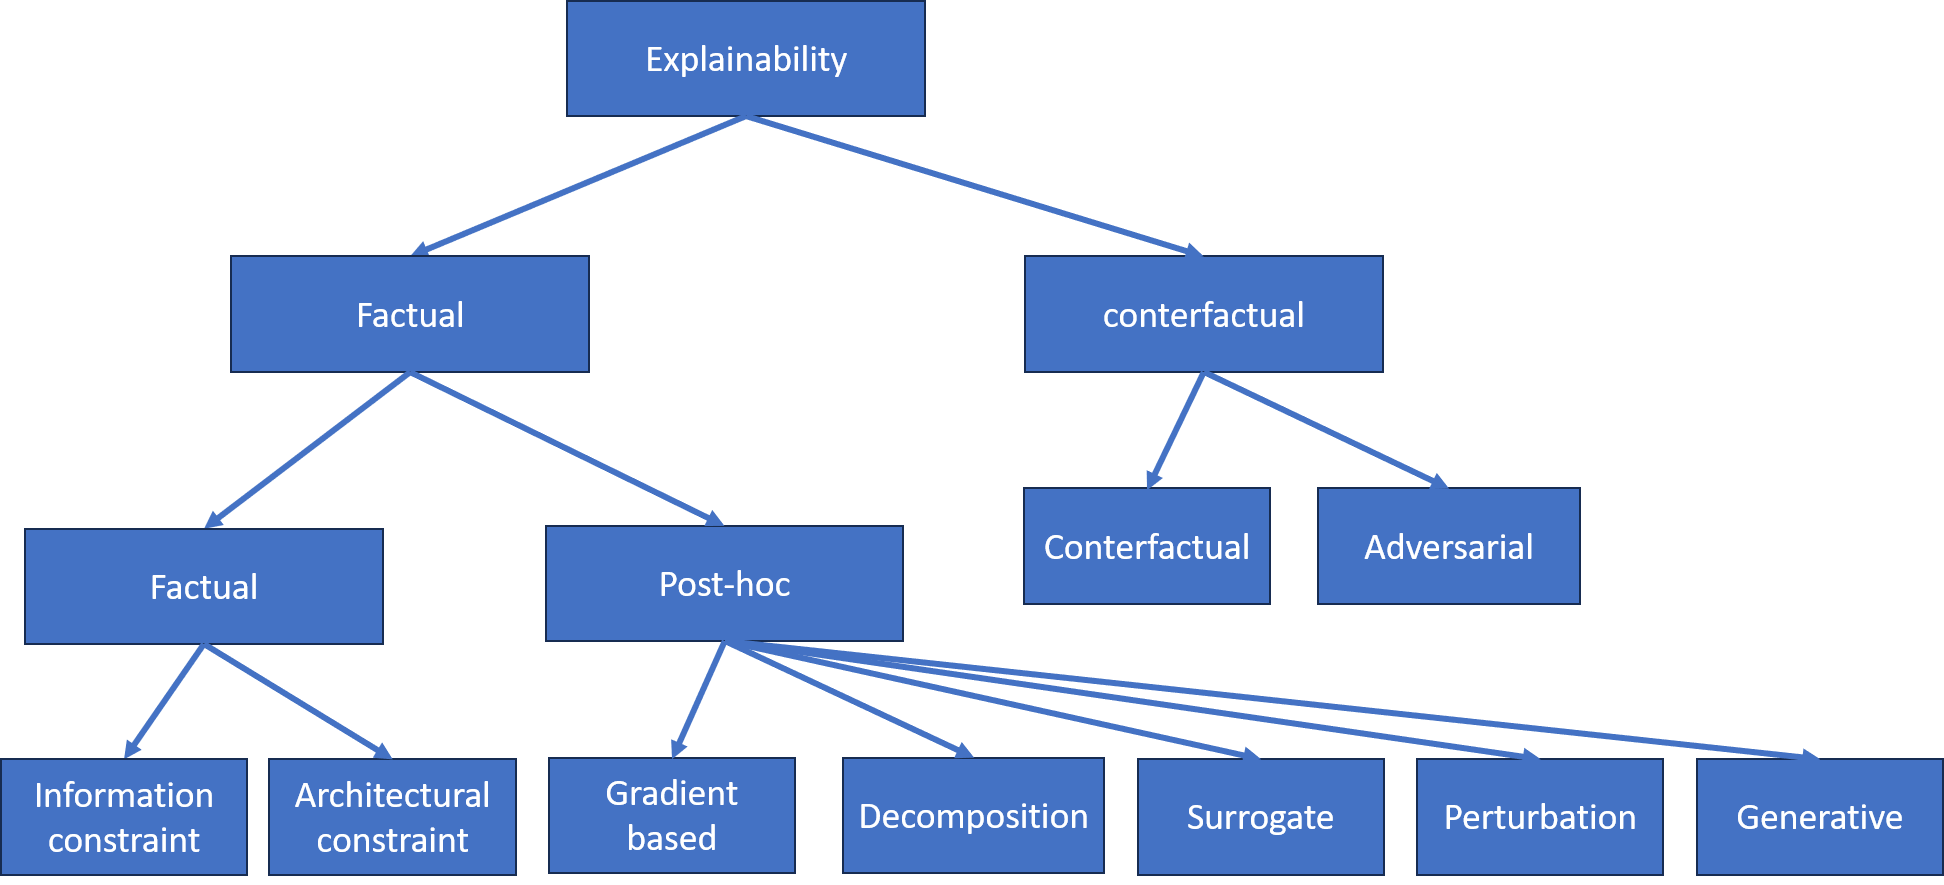 Explainability
Factual
conterfactual
Factual
Post-hoc
Conterfactual
Adversarial
Information
constraint
Architectural
constraint
Gradient
based
Decomposition
Surrogate
Perturbation
Generative